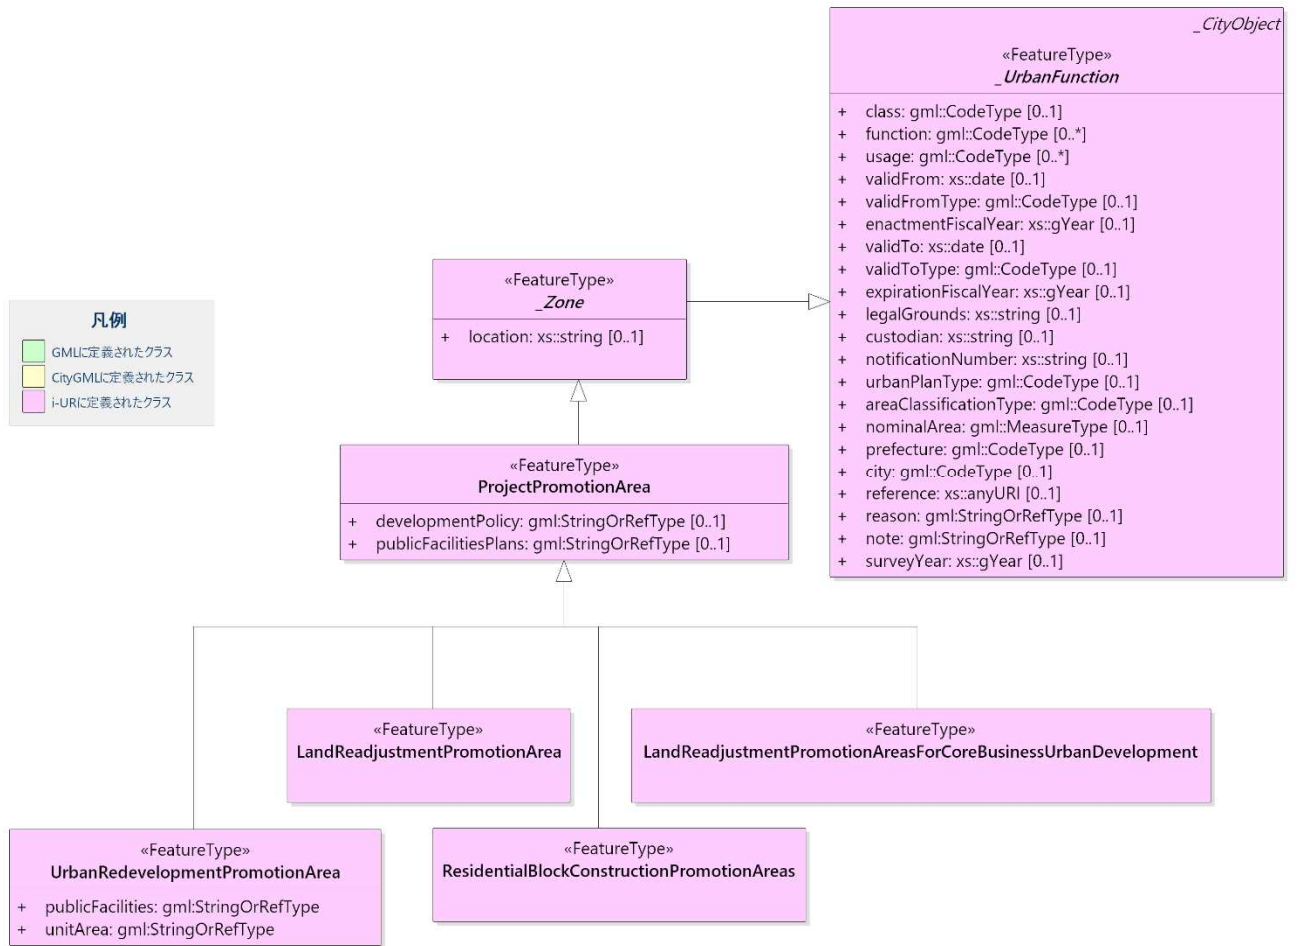 _CityObject
«FeatureType»
_UrbanFunction
+ class: gml::CodeType [0..1]
+ function: gml::CodeType [0..*]
+ usage: gml::CodeType [0..*]
+ validFrom: xs::date [0..1]
+ validFromType: gml::CodeType [0..1]
+ enactmentFiscalYear: xs::gYear [0..1]
+ validTo: xs::date [0..1]
+ validToType: gml::CodeType [0..1]
+ expirationFiscalYear: xs::gYear [0..1]
+ legalGrounds: xs::string [0..1]
+ custodian: xs::string [0..1]
+ notificationNumber: xs::string [0..1]
+ urbanPlanType: gml::CodeType [0..1]
+ areaClassificationType: gml::CodeType [0..1]
+ nominalArea: gml::MeasureType [0..1]
+ prefecture: gml::CodeType [0..1]
+ city: gml::CodeType [0..1]
+ reference: xs::anyURI [0..1]
+ reason: gml:StringOrRefType [0..1]
+ note: gml:StringOrRefType [0..1]
+ surveyYear: xs::gYear [0..1]
«FeatureType»
_Zone
+ location: xs::string [0..1]
凡例
GMLに定義されたクラス
CityGMLに定義されたクラス
i-URに定義されたクラス
«FeatureType»
ProjectPromotionArea
+ developmentPolicy: gml:StringOrRefType [0..1]
+ publicFacilitiesPlans: gml:StringOrRefType [0..1]
«FeatureType»
LandReadjustmentPromotionArea
«FeatureType»
LandReadjustmentPromotionAreasForCoreBusinessUrbanDevelopment
«FeatureType»
UrbanRedevelopmentPromotionArea
+ publicFacilities: gml:StringOrRefType
+ unitArea: gml:StringOrRefType
«FeatureType»
ResidentialBlockConstructionPromotionAreas